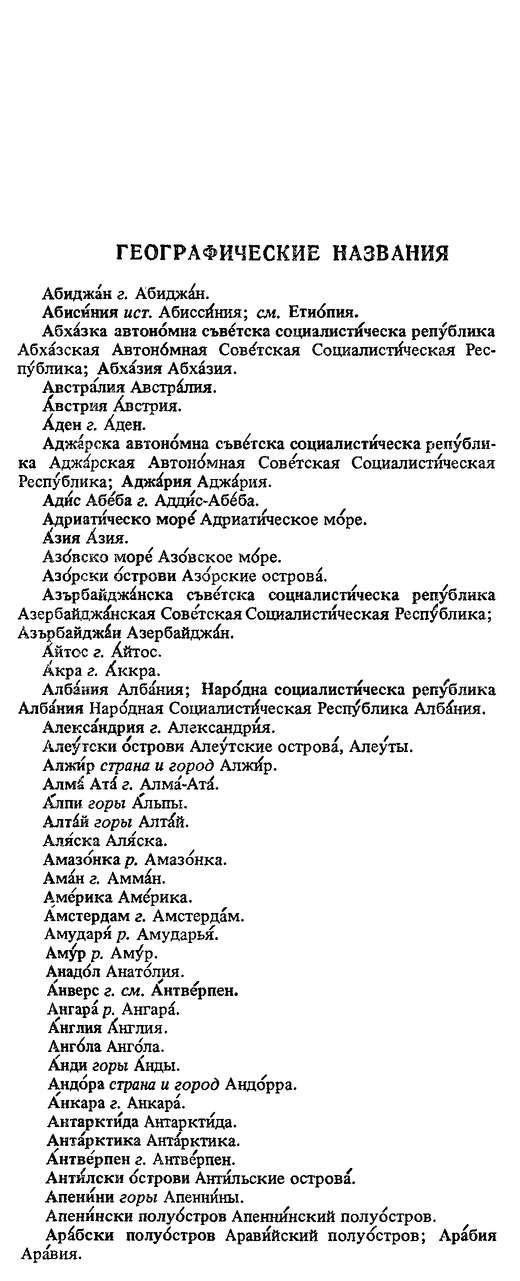 ГЕОГРАФИЧЕСКИЕ НАЗВАНИЯ
Абиджа́н г. Абиджа́н.
Абиси́ния ист. Абисси́ния; см. Етио́пия.
Абха́зка автоно́мна съве́тска социалисти́ческа репу́блика
Абха́зская Автоно́мная Сове́тская Социалисти́ческая Рес-
пу́блика; Абха́зия Абха́зия.
Австра́лия Австра́лия.
А́встрия А́встрия.
А́ден г. А́ден.
Аджа́рска автоно́мна съве́тска социалисти́ческа репу́бли-
ка Аджа́рская Автоно́мная Сове́тская Социалисти́ческая
Респу́блика; Аджа́рия Аджа́рия.
Ади́с Абе́ба г. Адди́с-Абе́ба.
Адриати́ческо море́ Адриати́ческое мо́ре.
А́зия А́зия.
Азо́вско море́ Азо́вское мо́ре.
Азо́рски о́строви Азо́рские острова́.
Азърбайджа́нска съве́тска социалисти́ческа репу́блика
Азербайджа́нская Сове́тская Социалисти́ческая Респу́блика;
Азърбайджа́н Азербайджа́н.
А́йтос г. А́йтос.
А́кра г. А́ккра.
Алба́ния Алба́ния; Наро́дна социалисти́ческа репу́блика
Алба́ния Наро́дная Социалисти́ческая Респу́блика Алба́ния.
Алекса́ндрия г. Александри́я.
Алеу́тски о́строви Алеу́тские острова́, Алеу́ты.
Алжи́р страна и город Алжи́р.
Алма́ Ата́ г. Алма́-Ата́.
А́лпи горы А́льпы.
Алта́й горы Алта́й.
Аля́ска Аля́ска.
Амазо́нка р. Амазо́нка.
Ама́н г. Амма́н.
Аме́рика Аме́рика.
А́мстердам г. Амстерда́м.
Амударя́ р. Амударья́.
Аму́р р. Аму́р.
Анадо́л Анато́лия.
А́нверс г. см. А́нтве́рпен.
Ангара́ р. Ангара́.
А́нглия А́нглия.
Анго́ла Анго́ла.
А́нди горы А́нды.
Андо́ра страна и город Андо́рра.
А́нкара г. Анкара́.
Антаркти́да Антаркти́да.
Анта́рктика Анта́рктика.
А́нтве́рпен г. Антве́рпен.
Анти́лски о́строви Анти́льские острова́.
Апени́ни горы Апенни́ны.
Апени́нски полуо́стров Апенни́нский полуо́стров.
Ара́бски полуо́стров Арави́йский полуо́стров; Ара́бия
Ара́вия.